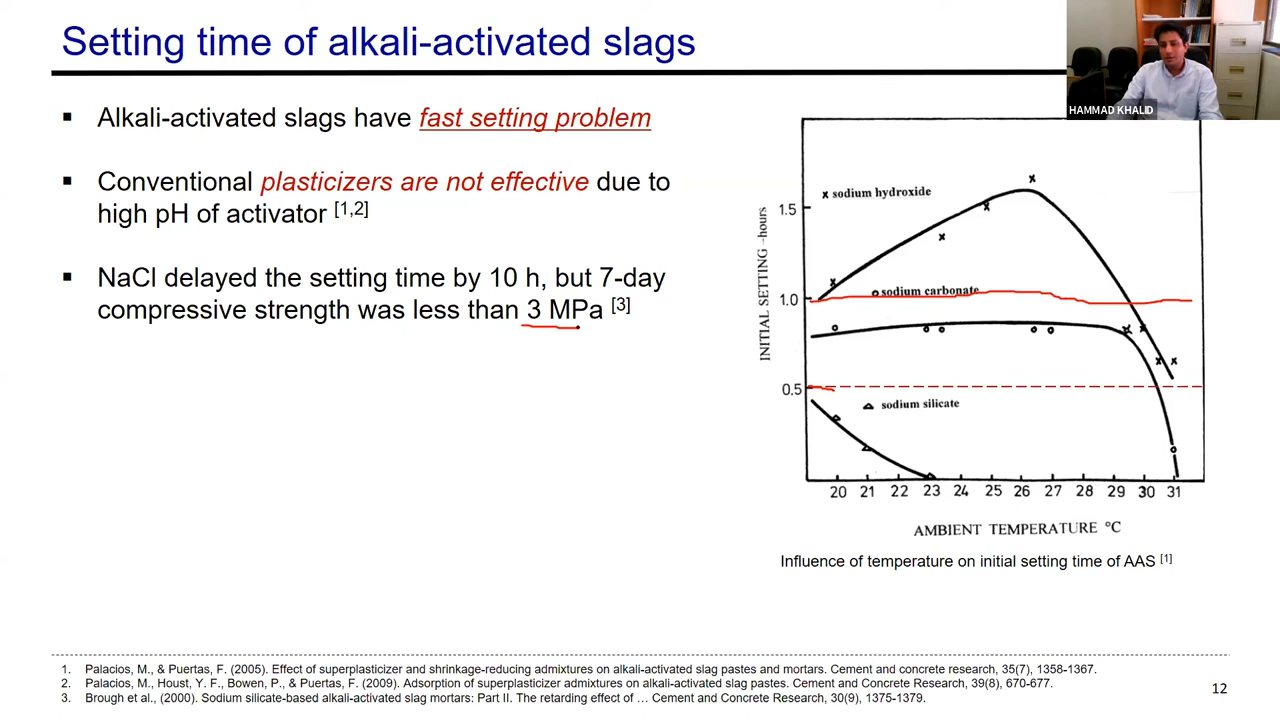 Setting time of alkali-activated slags
HAMMAD KHALID
▪ Alkali-activated slags have fast setting problem
▪ Conventional plasticizers are not effective due to
high pH of activator [1,2]
▪ NaCl delayed the setting time by 10 h, but 7-day
compressive strength was less than 3 MPa [3]
INITIAL SETTING -hours
1.5
1.0
0.5
x sodium hydroxide
o sodium carbonate
△ sodium silicate
20 21 22 23 24 25 26 27 28 29 30 31
AMBIENT TEMPERATURE °C
Influence of temperature on initial setting time of AAS [1]
1. Palacios, M., & Puertas, F. (2005). Effect of superplasticizer and shrinkage-reducing admixtures on alkali-activated slag pastes and mortars. Cement and concrete research, 35(7), 1358-1367.
2. Palacios, M., Houst, Y. F., Bowen, P., & Puertas, F. (2009). Adsorption of superplasticizer admixtures on alkali-activated slag pastes. Cement and Concrete Research, 39(8), 670-677.
3. Brough et al., (2000). Sodium silicate-based alkali-activated slag mortars: Part II. The retarding effect of … Cement and Concrete Research, 30(9), 1375-1379.
12